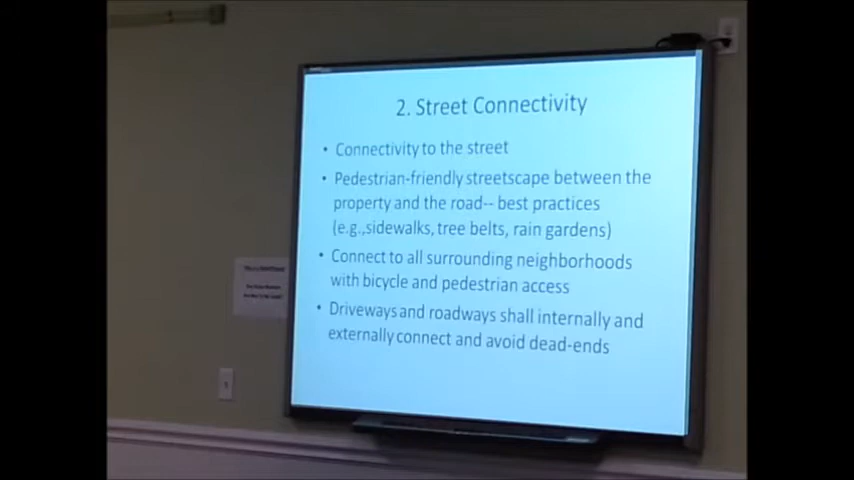 2. Street Connectivity
• Connectivity to the street
• Pedestrian-friendly streetscape between the
property and the road-- best practices
(e.g.,sidewalks, tree belts, rain gardens)
• Connect to all surrounding neighborhoods
with bicycle and pedestrian access
• Driveways and roadways shall internally and
externally connect and avoid dead-ends